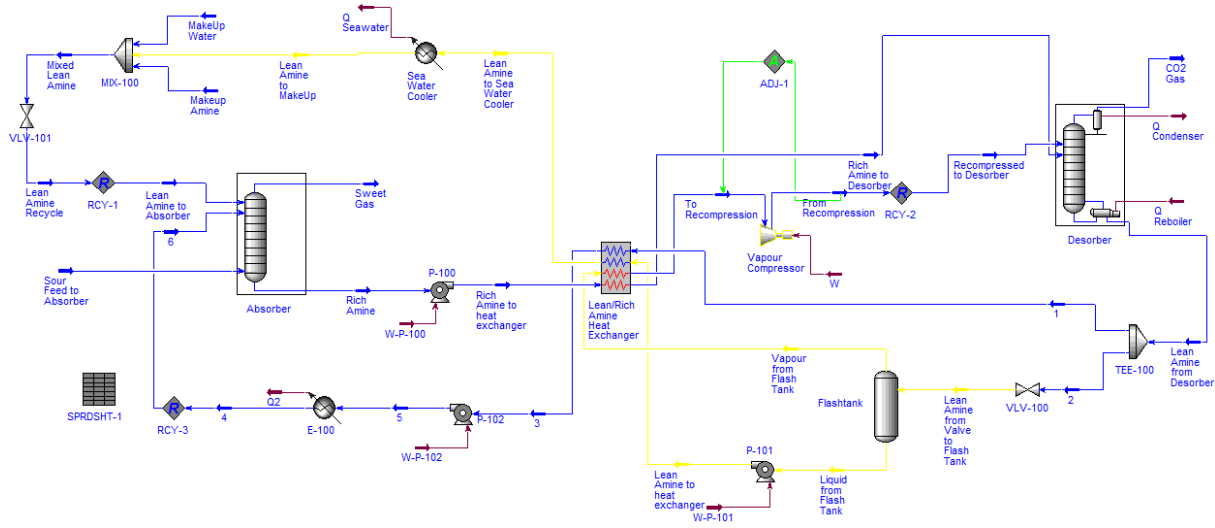 Q
Seawater
MakeUp
Water
Mixed
Lean
Amine
MIX-100
Makeup
Amine
Lean
Amine
to
MakeUp
Sea
Water
Cooler
Lean
Amine
to Sea
Water
Cooler
A
ADJ-1
CO2
Gas
Q
Condenser
VLV-101
Lean
Amine
Recycle
R
RCY-1
Lean
Amine to
Absorber
6
Sweet
Gas
Rich
Amine to
Desorber
To
Recompression
From
Recompression
R
RCY-2
Recompressed
to Desorber
Q
Reboiler
Desorber
Vapour
Compressor
W
Sour
Feed to
Absorber
Absorber
Rich
Amine
P-100
W-P-100
Rich
Amine to
heat
exchanger
Lean/Rich
Amine
Heat
Exchanger
1
TEE-100
Lean
Amine
from
Desorber
Vapour
from
Flash
Tank
Flashtank
Lean
Amine
from
Valve
to
Flash
Tank
VLV-100
2
SPRDSHT-1
R
RCY-3
4
Q2
E-100
5
P-102
W-P-102
3
Lean
Amine to
heat
exchanger
P-101
W-P-101
Liquid
from
Flash
Tank